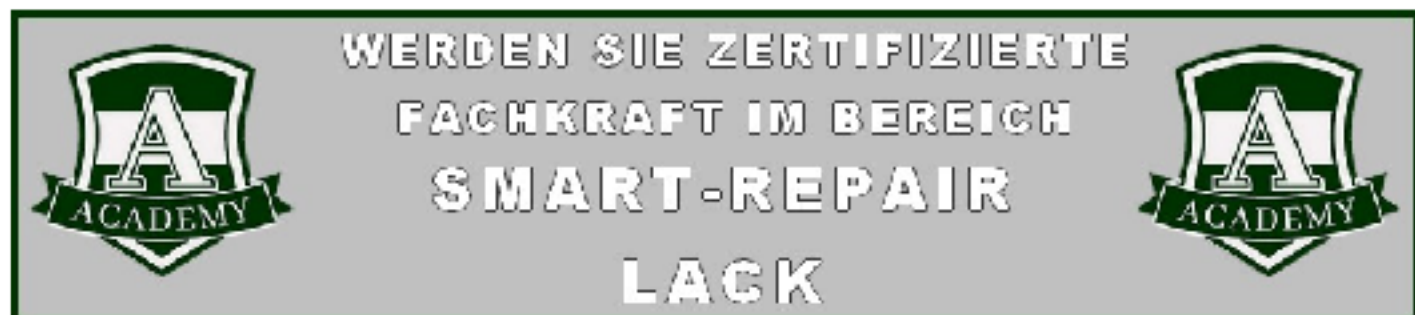 WERDEN SIE ZERTIFIZIERTE
FACHKRAFT IM BEREICH
SMART-REPAIR
LACK
A
ACADEMY
A
ACADEMY